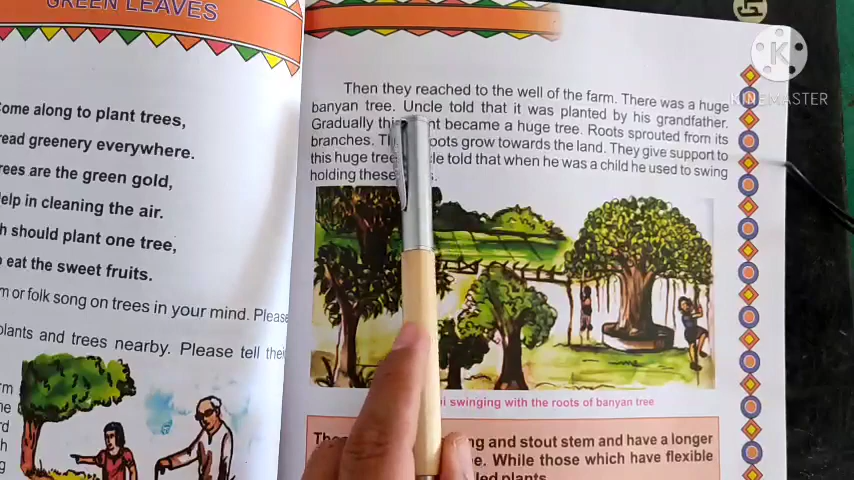 GREEN LEAVES
Come along to plant trees,
read greenery everywhere.
rees are the green gold,
elp in cleaning the air.
h should plant one tree,
o eat the sweet fruits.
m or folk song on trees in your mind. Please
plants and trees nearby. Please tell thei
Then they reached to the well of the farm. There was a huge
banyan tree. Uncle told that it was planted by his grandfather.
Gradually this became a huge tree. Roots sprouted from its
branches. grow towards the land. They give support to
this huge tree told that when he was a child he used to swing
holding these
swinging with the roots of banyan tree
and stout stem and have a longer
While those which have flexible
plants.
KINEMASTER